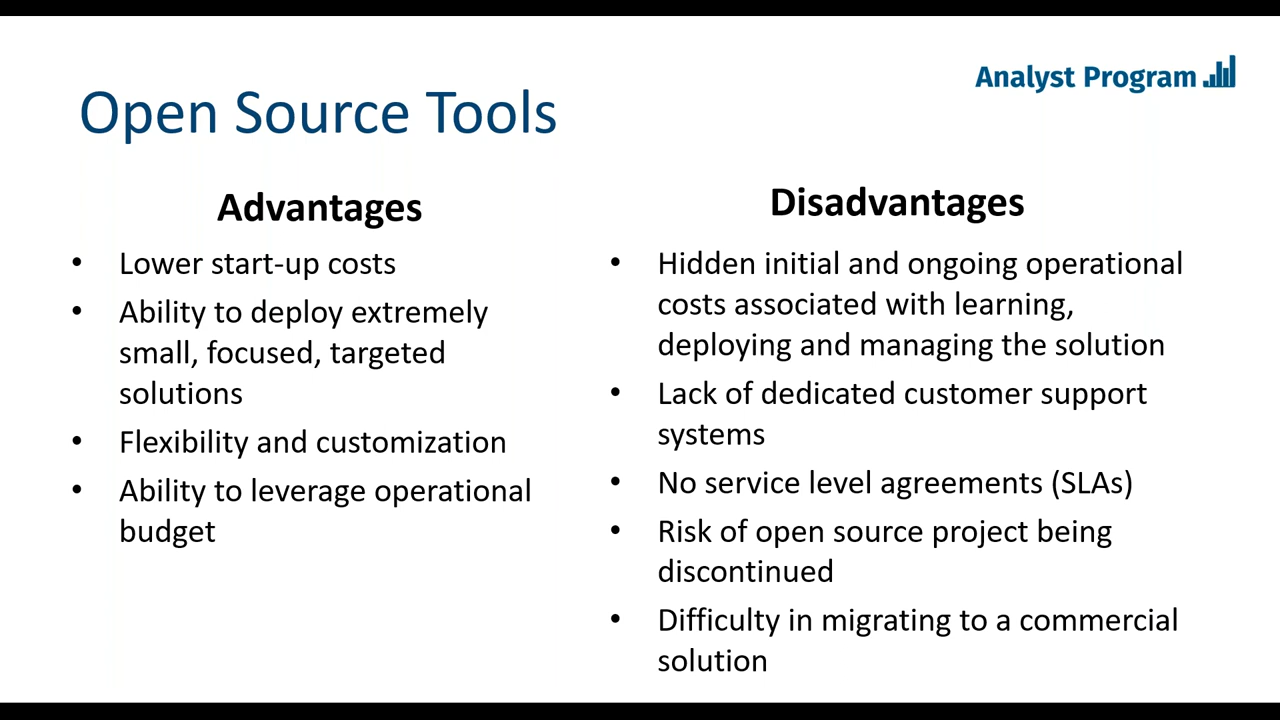 Analyst Program
Open Source Tools
Advantages
• Lower start-up costs
• Ability to deploy extremely
small, focused, targeted
solutions
• Flexibility and customization
• Ability to leverage operational
budget
Disadvantages
• Hidden initial and ongoing operational
costs associated with learning,
deploying and managing the solution
• Lack of dedicated customer support
systems
• No service level agreements (SLAs)
• Risk of open source project being
discontinued
• Difficulty in migrating to a commercial
solution